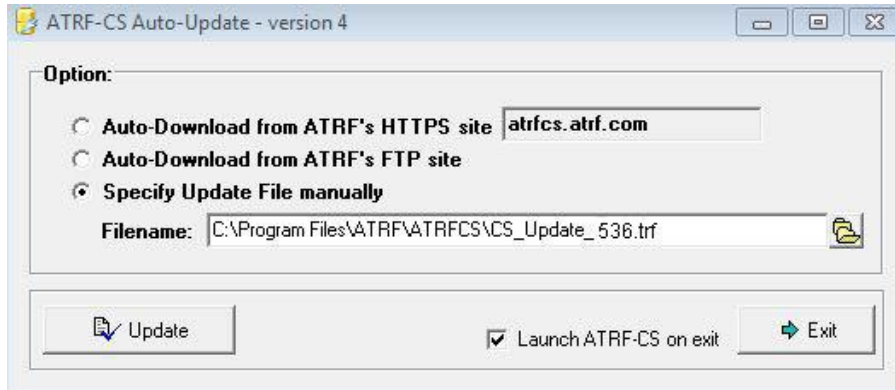 ATRF-CS Auto-Update - version 4
Option:
Auto-Download from ATRF's HTTPS site atrfcs.atrf.com
Auto-Download from ATRF's FTP site
Specify Update File manually
Filename: C:\Program Files\ATRF\ATRFCS\CS_Update_ 536.trf
Update Launch ATRF-CS on exit Exit